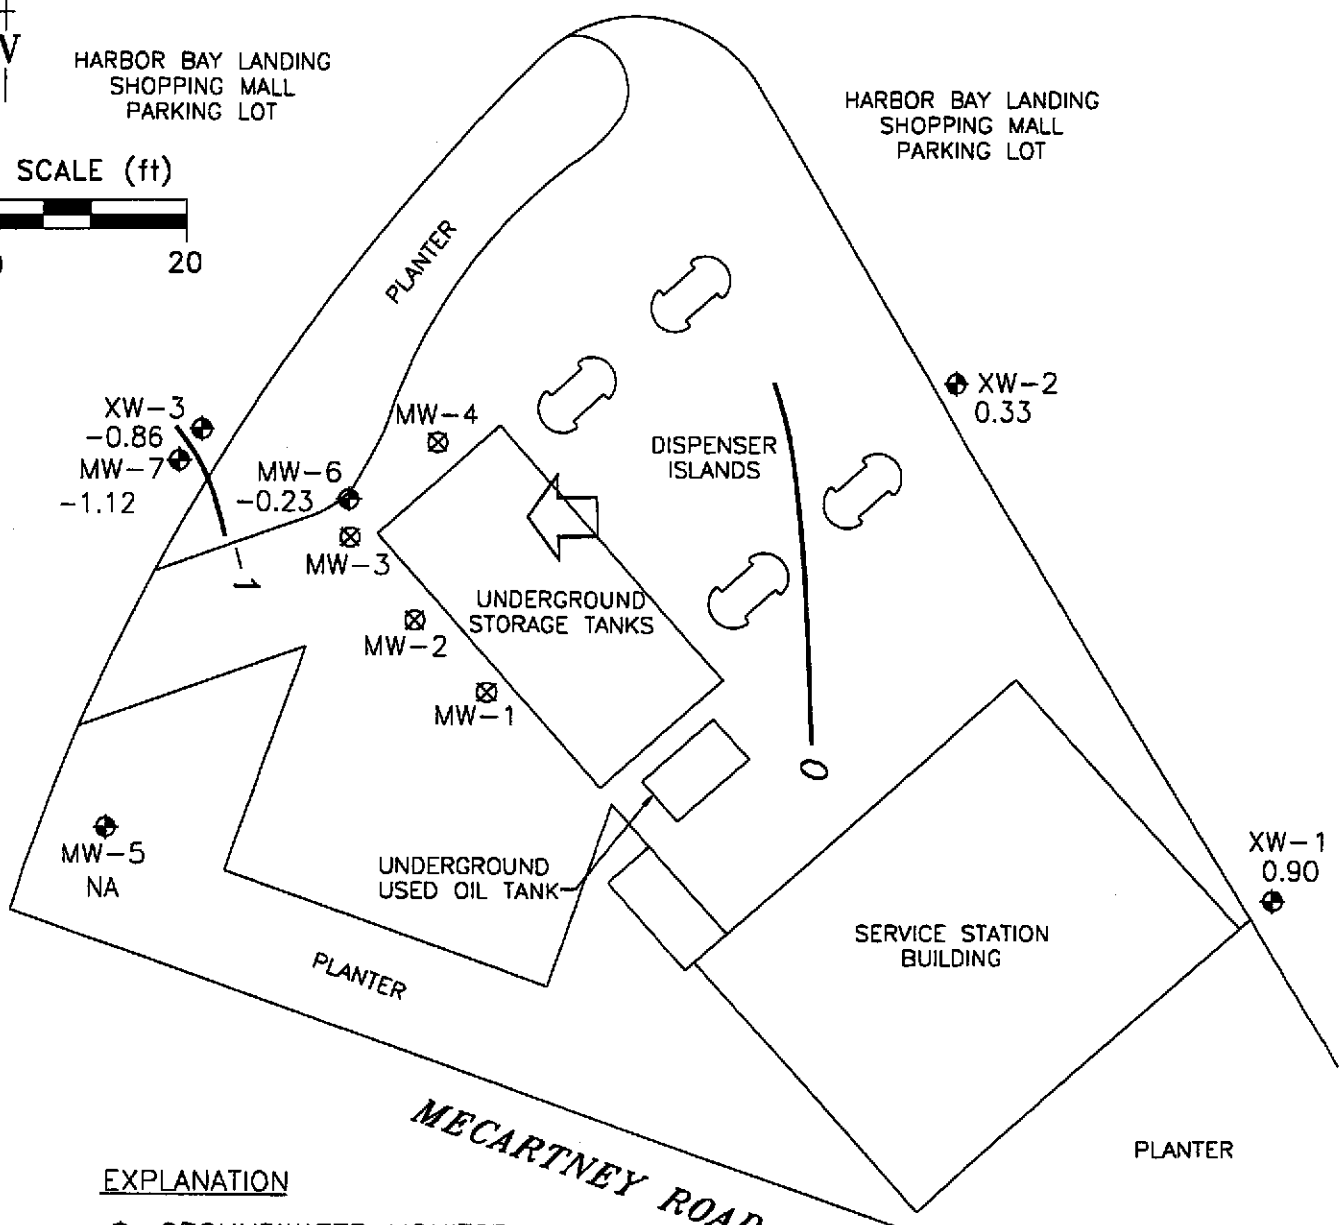 HARBOR BAY LANDING
SHOPPING MALL
PARKING LOT
HARBOR BAY LANDING
SHOPPING MALL
PARKING LOT
SCALE (ft)
20
PLANTER
XW-3
-0.86
MW-7
-1.12
MW-4
MW-6
-0.23
MW-3
DISPENSER
ISLANDS
XW-2
0.33
-1
UNDERGROUND
STORAGE TANKS
MW-2
MW-1
0
MW-5
NA
UNDERGROUND
USED OIL TANK
XW-1
0.90
SERVICE STATION
BUILDING
PLANTER
MECARTNEY ROAD
PLANTER
EXPLANATION